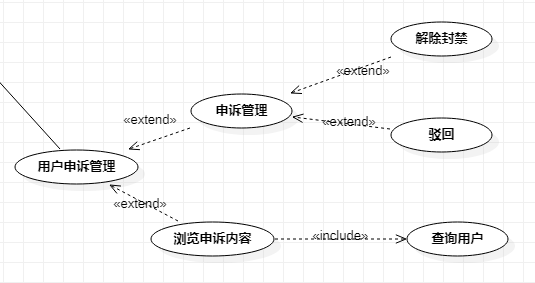 解除封禁
«extend»
申诉管理
«extend»
«extend»
驳回
用户申诉管理
«extend»
浏览申诉内容
«include»
查询用户